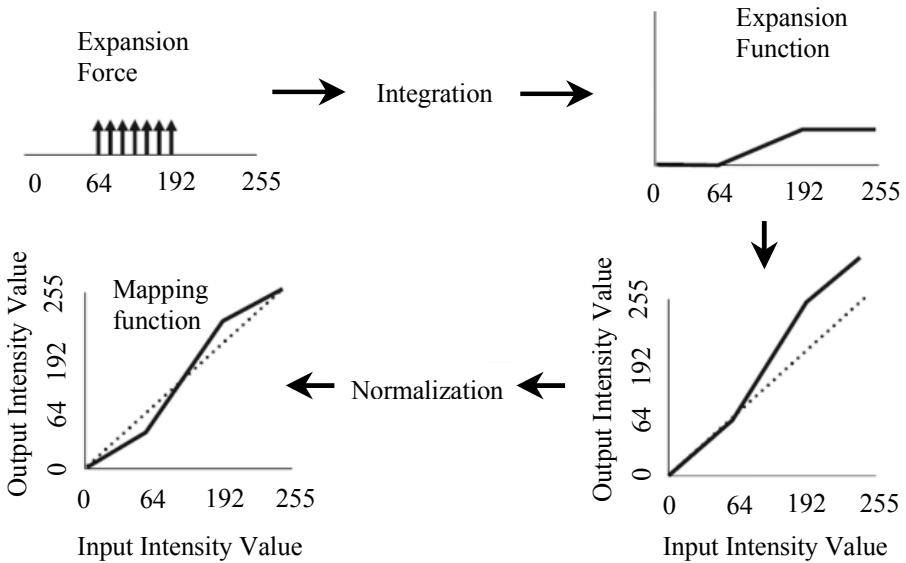 Expansion
Force
0 64 192 255
Integration
Expansion
Function
0 64 192 255
Output Intensity Value
255
192
64
0
0 64 192 255
Input Intensity Value
Normalization
Mapping
function
Output Intensity Value
255
192
64
0
0 64 192 255
Input Intensity Value